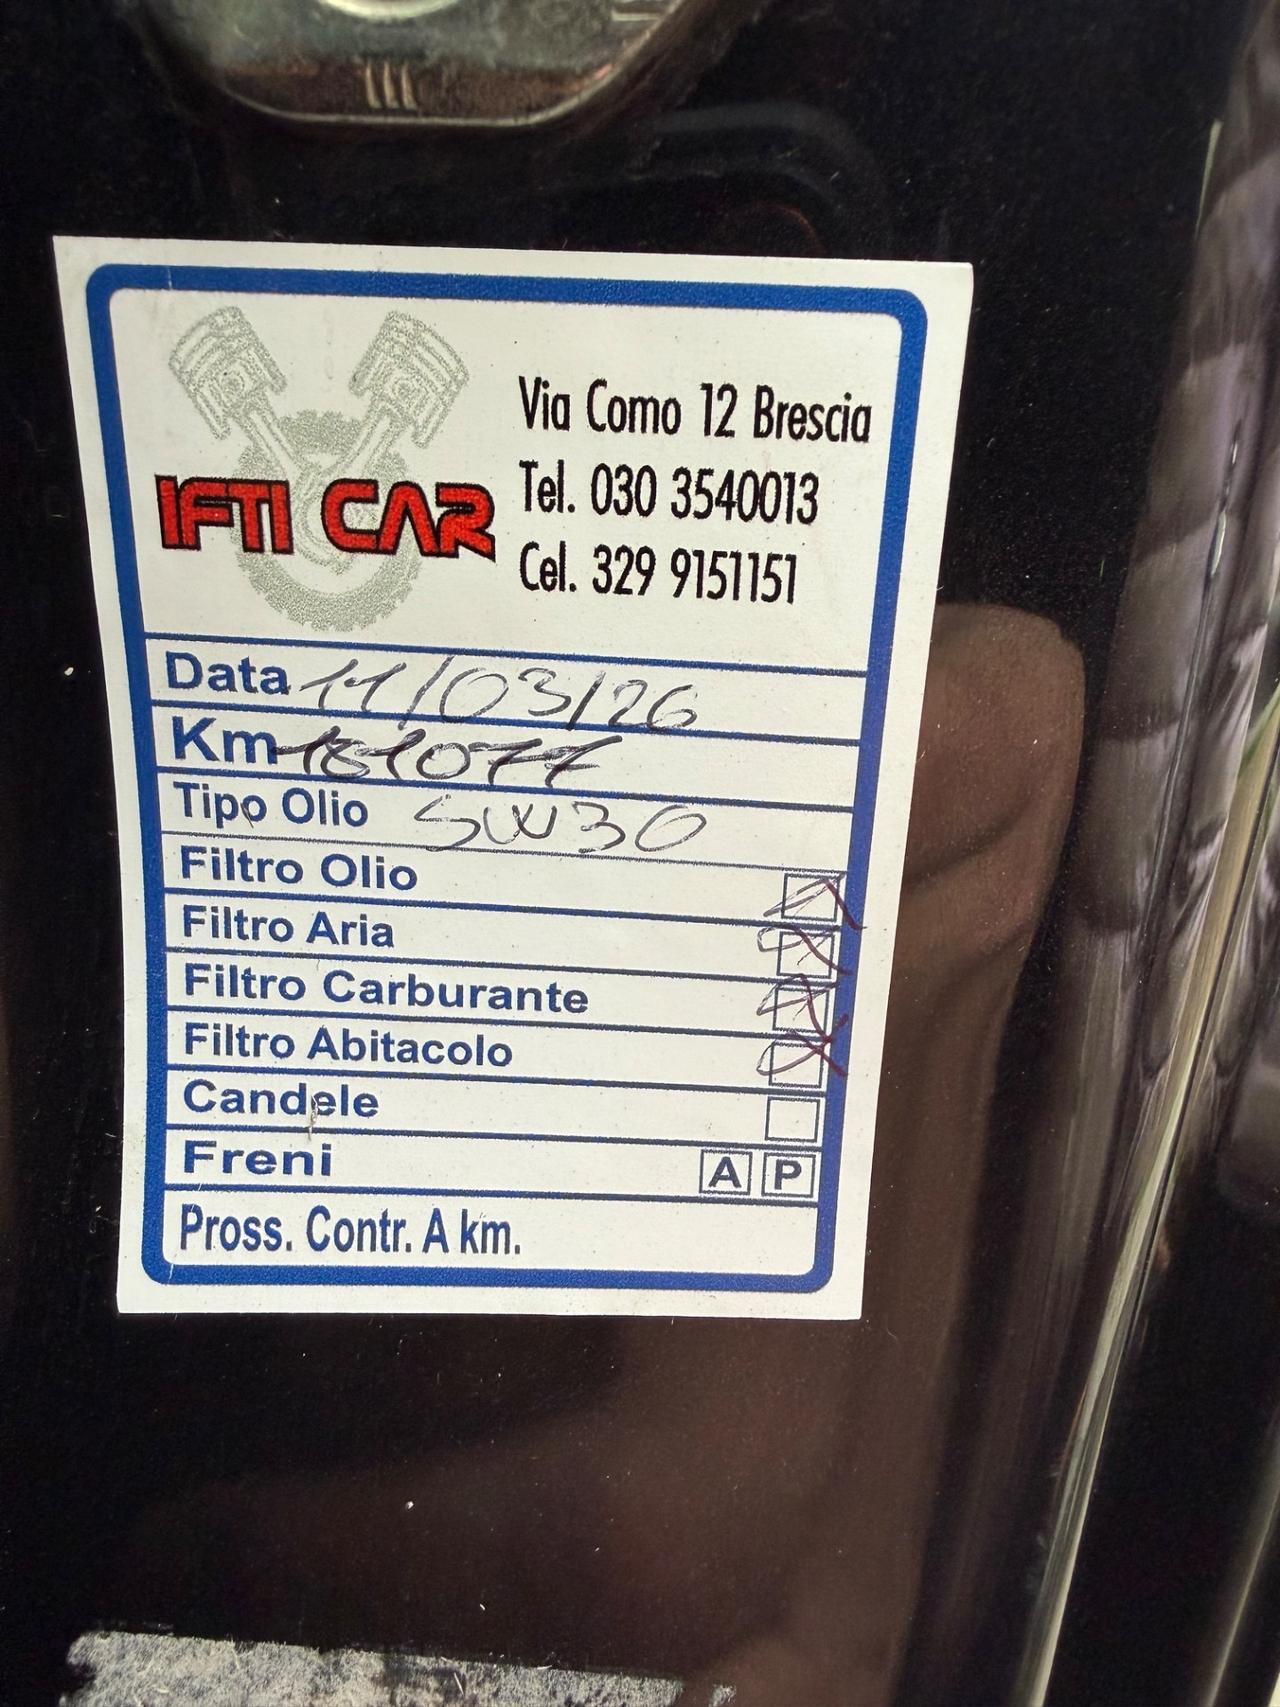 IFTI CAR
Via Como 12 Brescia
Tel. 030 3540013
Cel. 329 9151151
Data 11/03/26
Km 181077
Tipo Olio 5W30
Filtro Olio
Filtro Aria
Filtro Carburante
Filtro Abitacolo
Candele
Freni A P
Pross. Contr. A km.